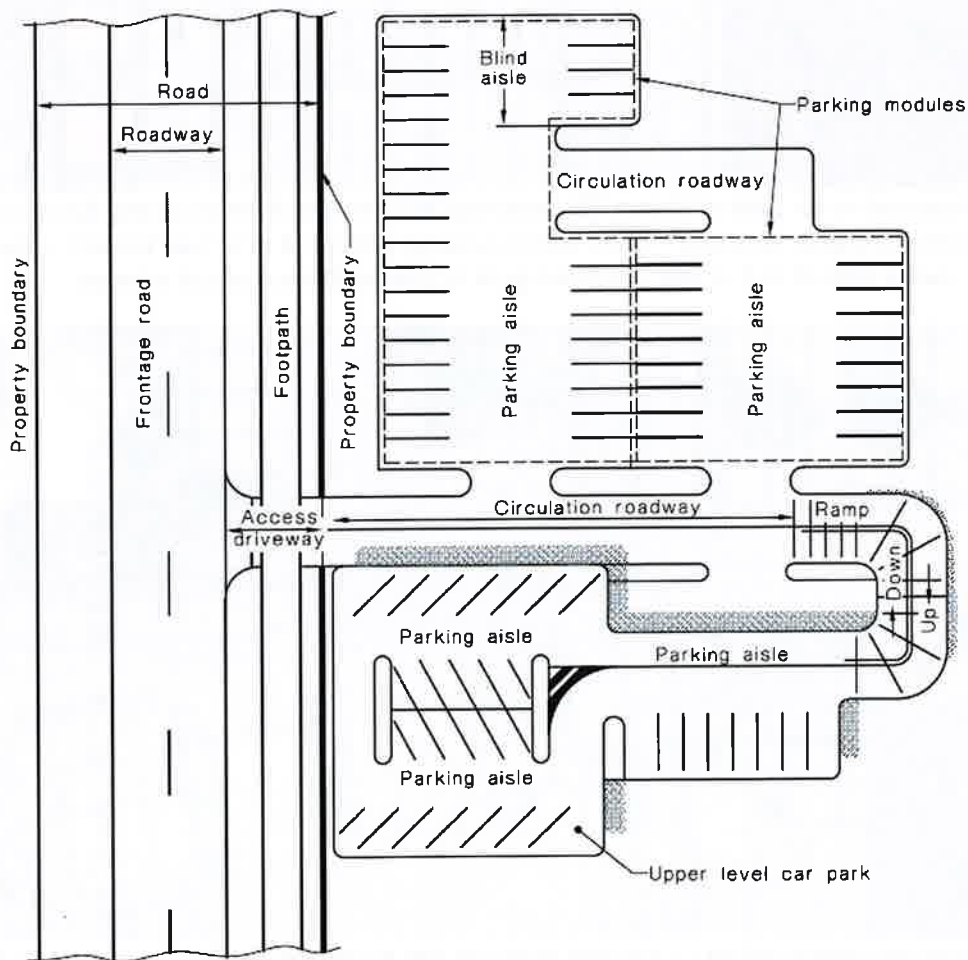 Blind
aisle
Road
Parking modules
Roadway
Circulation roadway
Property boundary
Frontage road
Footpath
Property boundary
Parking aisle
Parking aisle
Access
driveway
Circulation roadway
Ramp
Down
Up
Parking aisle
Parking aisle
Parking aisle
Upper level car park